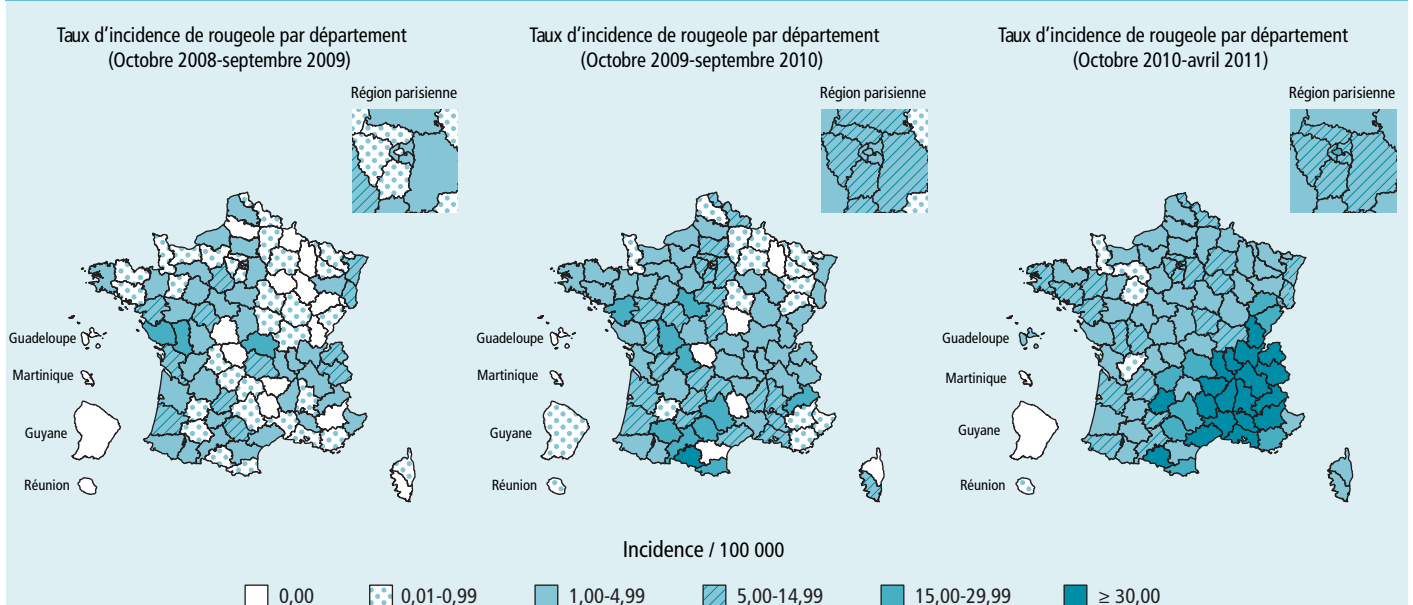 Taux d'incidence de rougeole par département
(Octobre 2008-septembre 2009)
Région parisienne
Guadeloupe
Martinique
Guyane
Réunion
Taux d'incidence de rougeole par département
(Octobre 2009-septembre 2010)
Région parisienne
Guadeloupe
Martinique
Guyane
Réunion
Taux d'incidence de rougeole par département
(Octobre 2010-avril 2011)
Région parisienne
Guadeloupe
Martinique
Guyane
Réunion
Incidence / 100 000
0,00
0,01-0,99
1,00-4,99
5,00-14,99
15,00-29,99
≥ 30,00